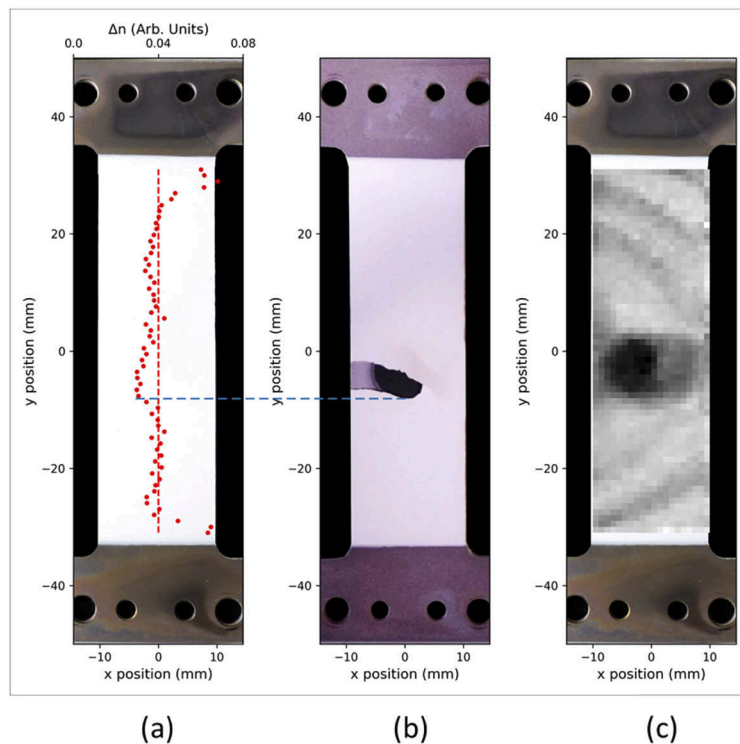 Δn (Arb. Units)
0.0 0.04 0.08
40
20
0
−20
−40
y position (mm)
−10 0 10
x position (mm)
(a)
40
20
0
−20
−40
y position (mm)
−10 0 10
x position (mm)
(b)
40
20
0
−20
−40
y position (mm)
−10 0 10
x position (mm)
(c)